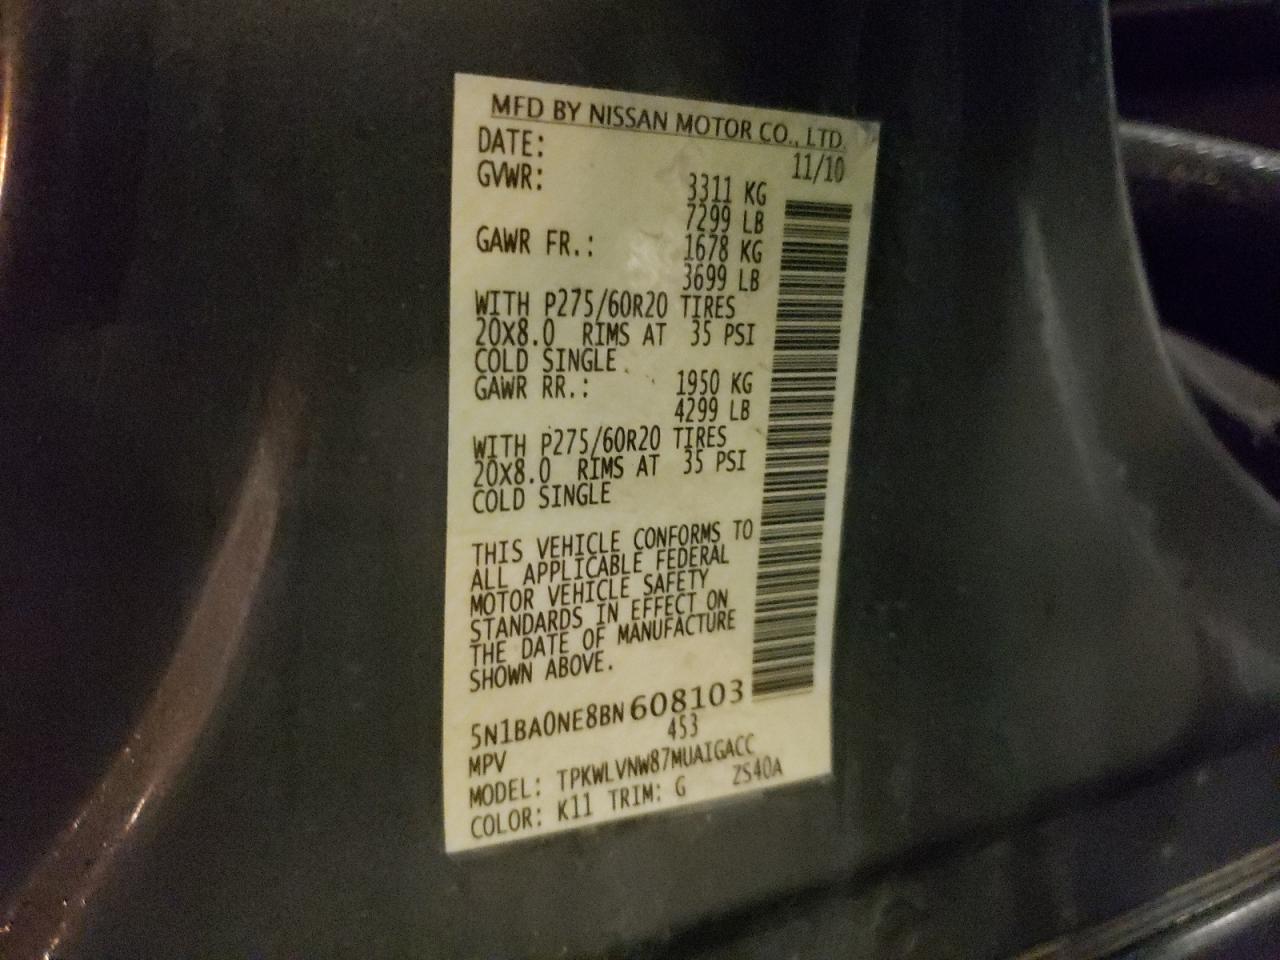 MFD BY NISSAN MOTOR CO., LTD.
DATE: 11/10
GVWR: 3311 KG
7299 LB
GAWR FR.: 1678 KG
3699 LB
WITH P275/60R20 TIRES
20X8.0 RIMS AT 35 PSI
COLD SINGLE
GAWR RR.: 1950 KG
4299 LB
WITH P275/60R20 TIRES
20X8.0 RIMS AT 35 PSI
COLD SINGLE
THIS VEHICLE CONFORMS TO
ALL APPLICABLE FEDERAL
MOTOR VEHICLE SAFETY
STANDARDS IN EFFECT ON
THE DATE OF MANUFACTURE
SHOWN ABOVE.
5N1BA0NE8BN608103
MPV 453
MODEL: TPKWLVNW87MUAIGACC
COLOR: K11 TRIM: G ZS40A